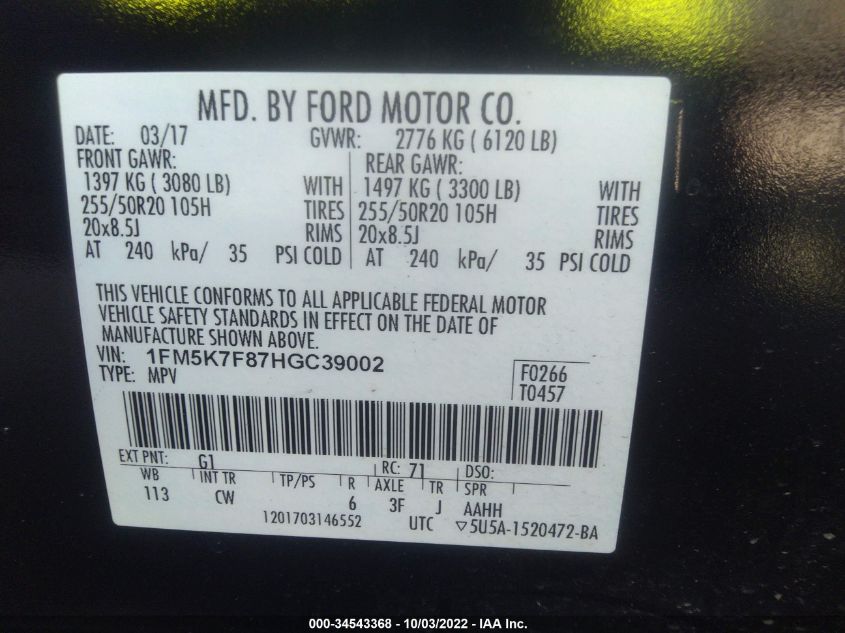 MFD. BY FORD MOTOR CO.
DATE: 03/17 GVWR: 2776 KG ( 6120 LB)
FRONT GAWR: REAR GAWR:
1397 KG ( 3080 LB) WITH 1497 KG ( 3300 LB) WITH
255/50R20 105H TIRES 255/50R20 105H TIRES
20x8.5J RIMS 20x8.5J RIMS
AT 240 kPa/ 35 PSI COLD AT 240 kPa/ 35 PSI COLD
THIS VEHICLE CONFORMS TO ALL APPLICABLE FEDERAL MOTOR
VEHICLE SAFETY STANDARDS IN EFFECT ON THE DATE OF
MANUFACTURE SHOWN ABOVE.
VIN: 1FM5K7F87HGC39002
TYPE: MPV
F0266
T0457
EXT PNT: G1 RC: 71 DSO:
WB INT TR TP/PS R AXLE TR SPR
113 CW 6 3F J AAHH
1201703146552 UTC ▽5U5A-1520472-BA
000-34543368 - 10/03/2022 - www.iaai.com/terms.